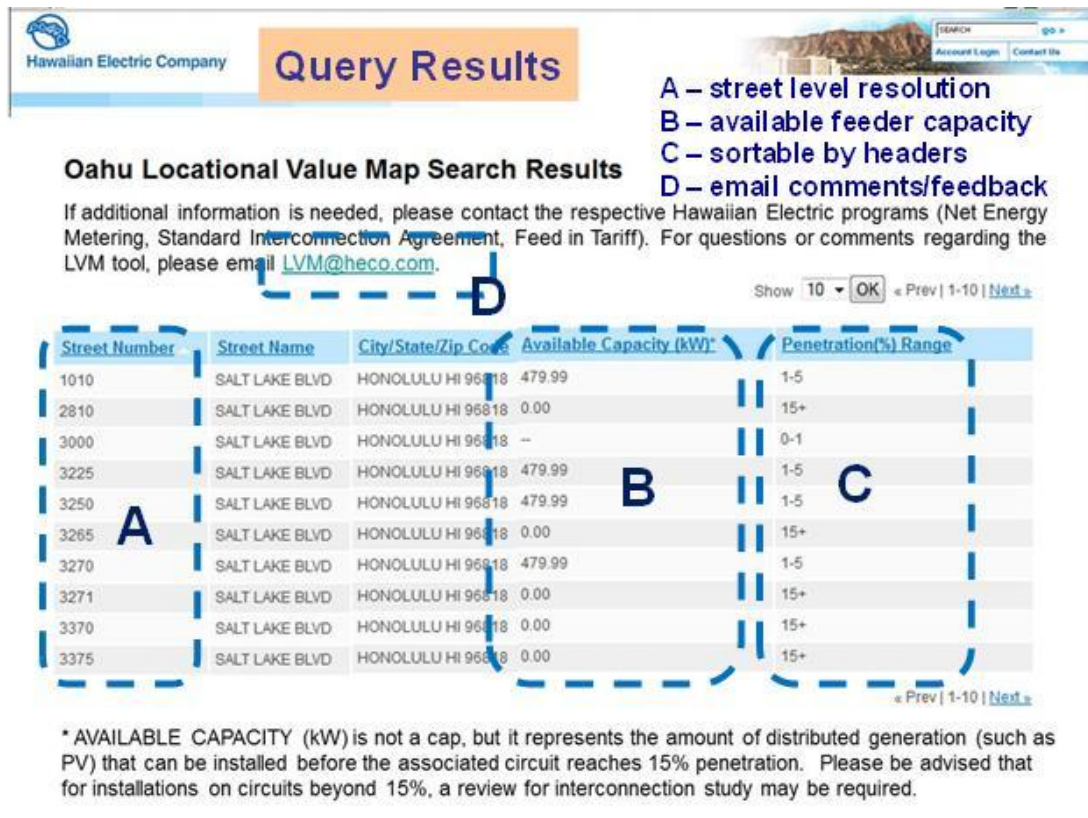 Hawaiian Electric Company
Query Results
SEARCH go »
Account Login Contact Us
A – street level resolution
B – available feeder capacity
C – sortable by headers
D – email comments/feedback
Oahu Locational Value Map Search Results
If additional information is needed, please contact the respective Hawaiian Electric programs (Net Energy
Metering, Standard Interconnection Agreement, Feed in Tariff). For questions or comments regarding the
LVM tool, please email LVM@heco.com.
D
Show 10 OK « Prev | 1-10 | Next »
Street Number Street Name City/State/Zip Code Available Capacity (kW)* Penetration(%) Range
1010 SALT LAKE BLVD HONOLULU HI 96818 479.99 1-5
2810 SALT LAKE BLVD HONOLULU HI 96818 0.00 15+
3000 SALT LAKE BLVD HONOLULU HI 96818 -- 0-1
3225 SALT LAKE BLVD HONOLULU HI 96818 479.99 1-5
3250 SALT LAKE BLVD HONOLULU HI 96818 479.99 1-5
A B C
3265 SALT LAKE BLVD HONOLULU HI 96818 0.00 15+
3270 SALT LAKE BLVD HONOLULU HI 96818 479.99 1-5
3271 SALT LAKE BLVD HONOLULU HI 96818 0.00 15+
3370 SALT LAKE BLVD HONOLULU HI 96818 0.00 15+
3375 SALT LAKE BLVD HONOLULU HI 96818 0.00 15+
« Prev | 1-10 | Next »
* AVAILABLE CAPACITY (kW) is not a cap, but it represents the amount of distributed generation (such as
PV) that can be installed before the associated circuit reaches 15% penetration. Please be advised that
for installations on circuits beyond 15%, a review for interconnection study may be required.